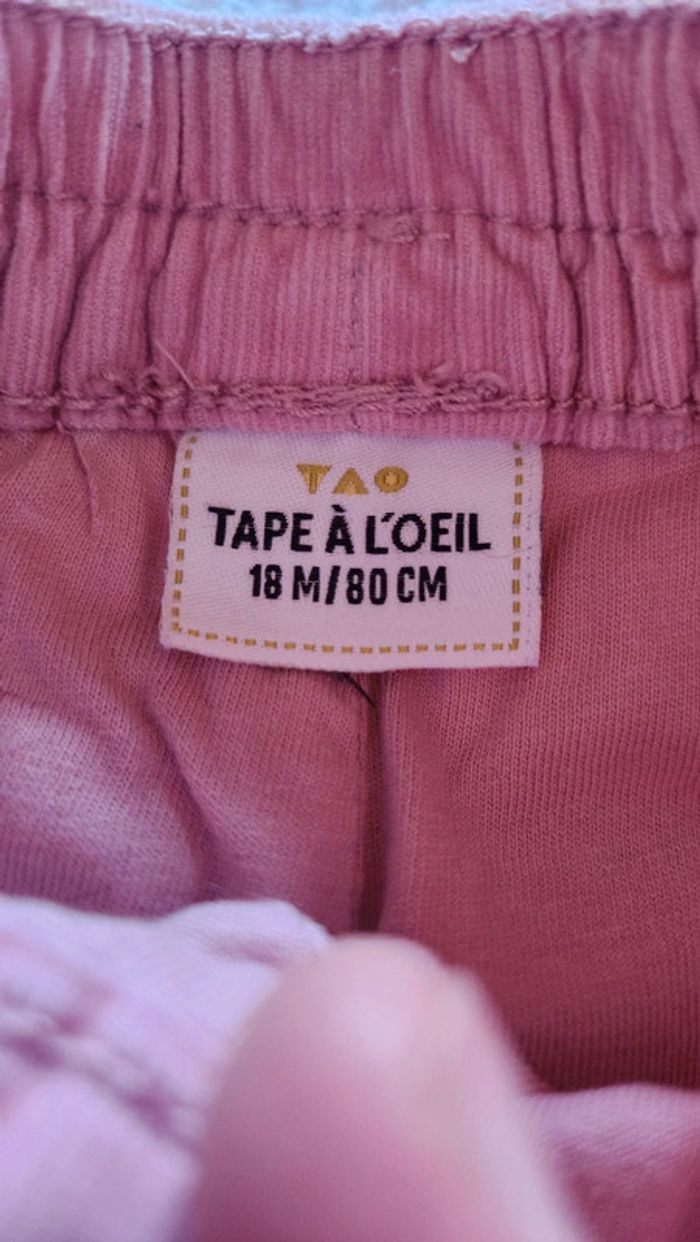 TAO
TAPE À L'OEIL
18 M/80 CM